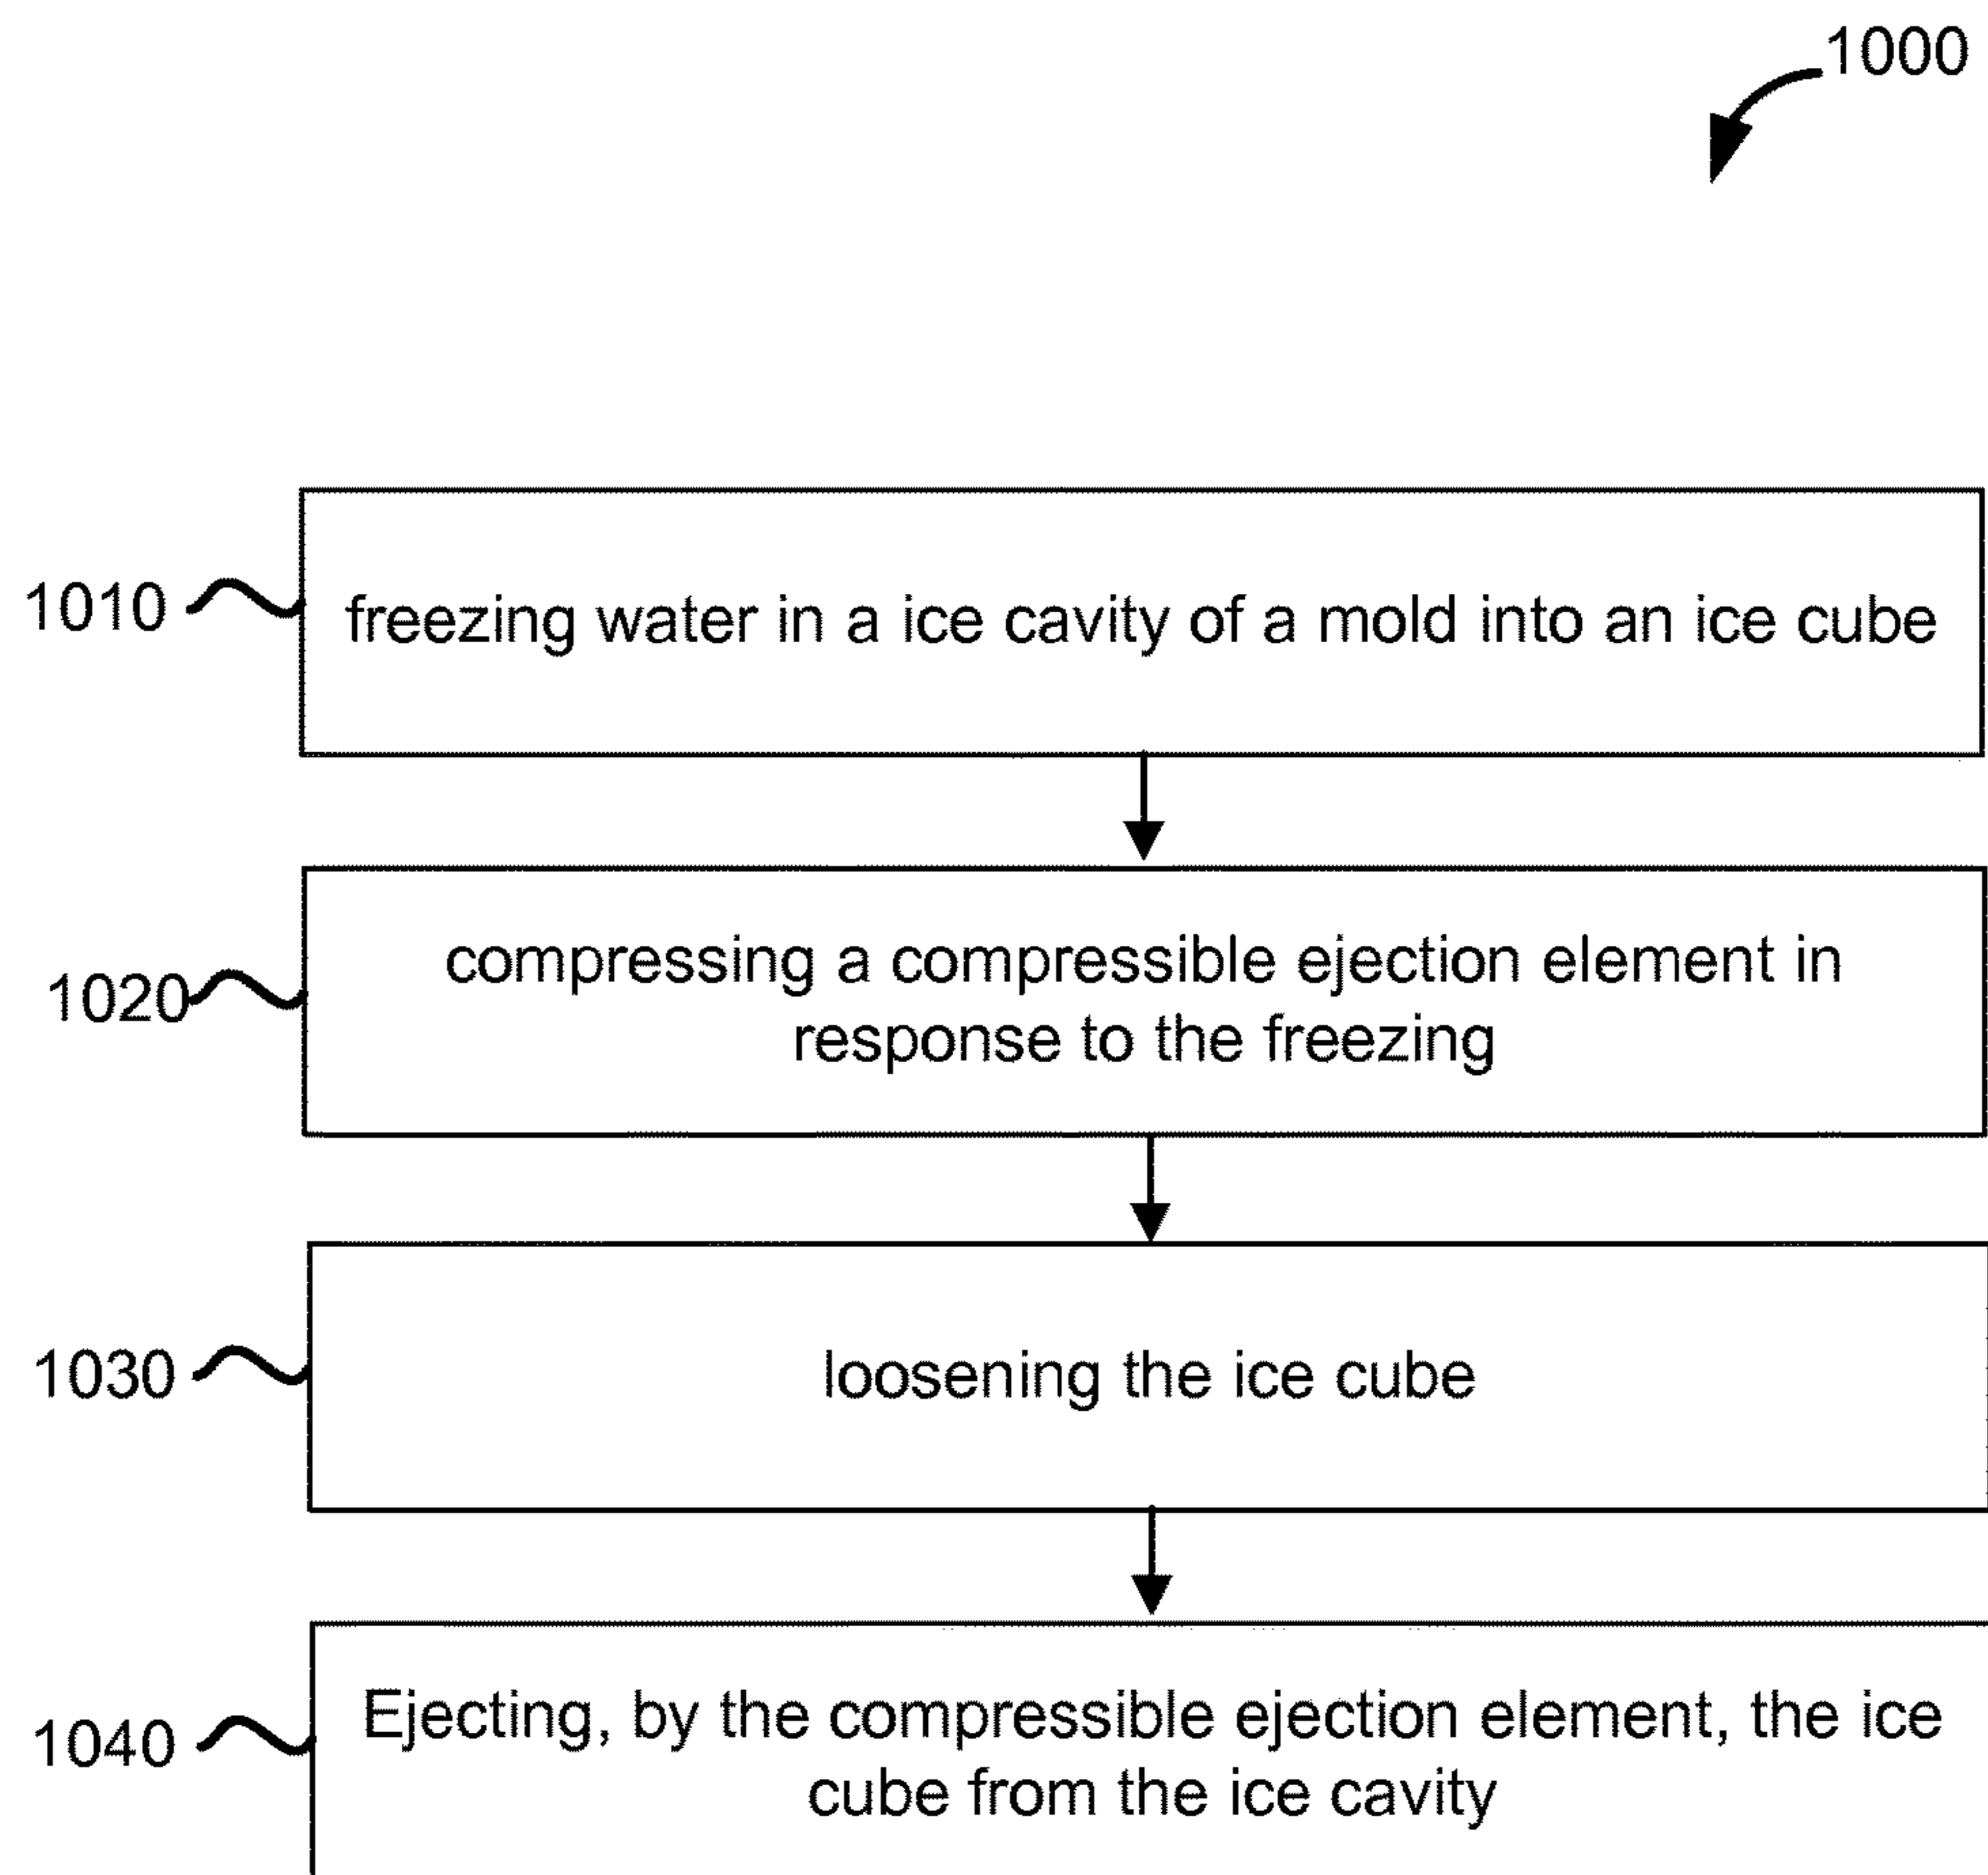 1000
1010
freezing water in a ice cavity of a mold into an ice cube
1020
compressing a compressible ejection element in
response to the freezing
1030
loosening the ice cube
1040
Ejecting, by the compressible ejection element, the ice
cube from the ice cavity